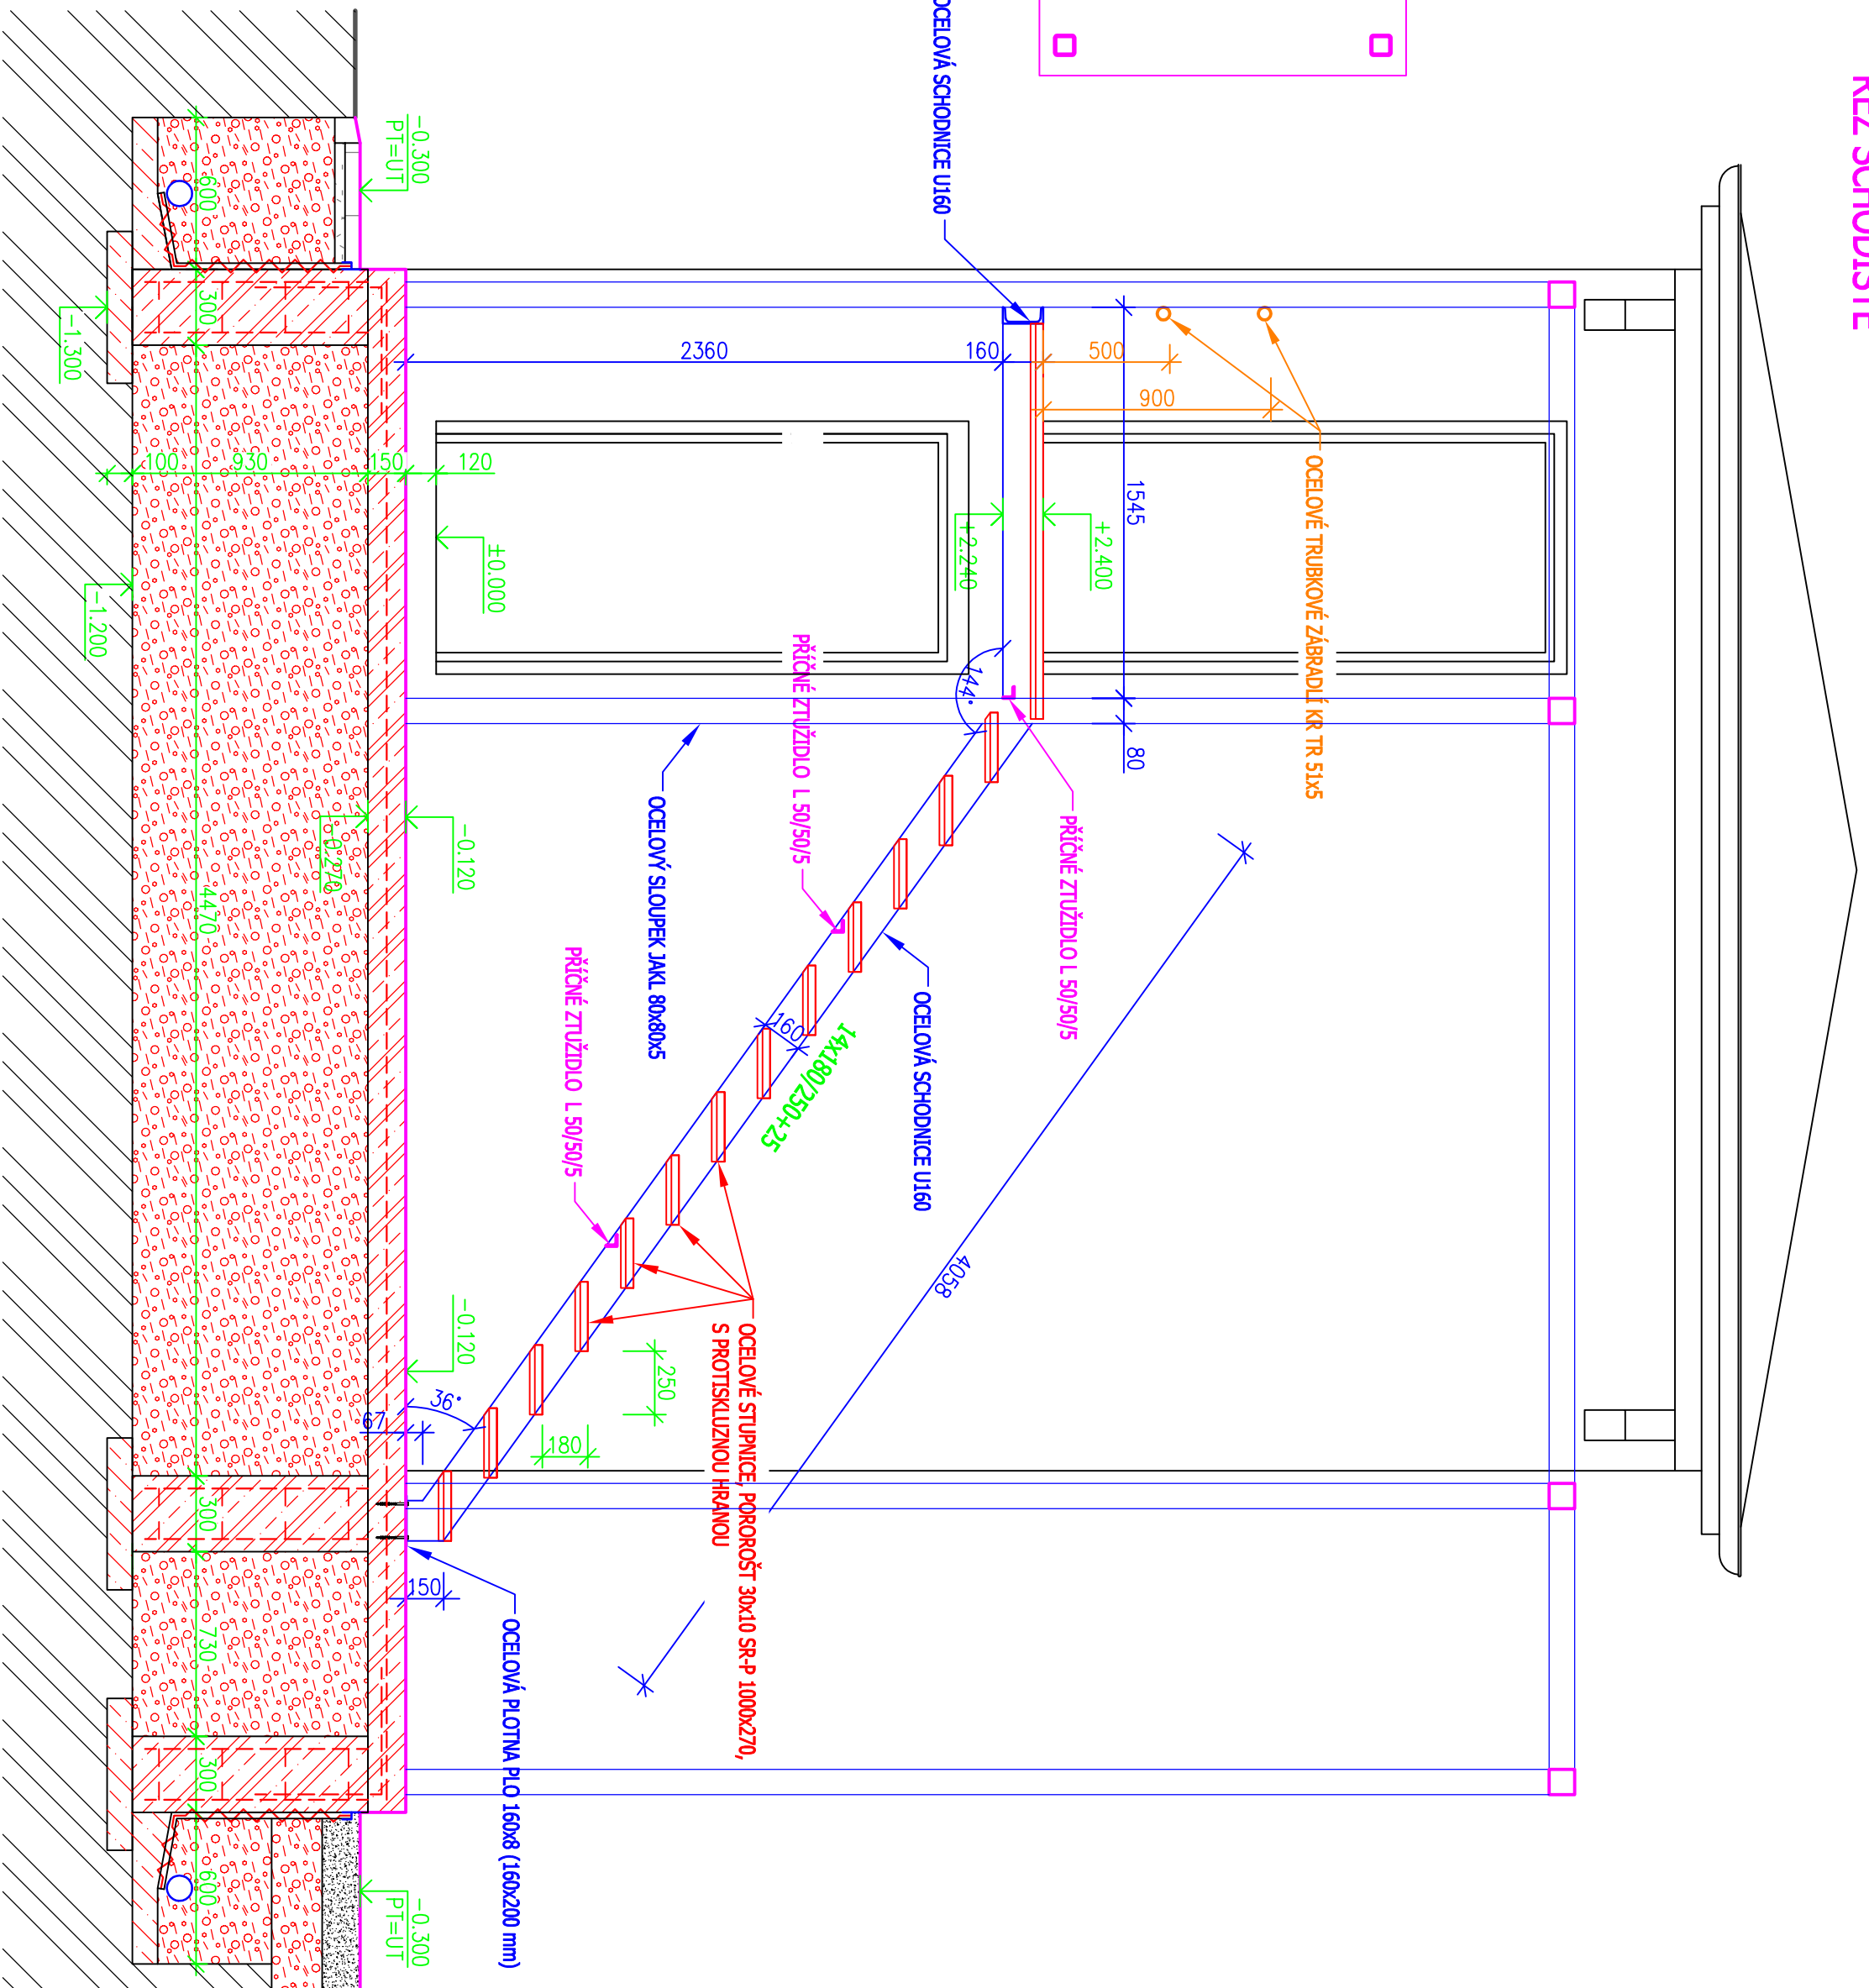 ŘEZ SCHODIŠTĚ
OCELOVÁ SCHODNICE U160
OCELOVÉ TRUBKOVÉ ZÁBRADLÍ KR TR 51x5
500
900
1545
80
2360
160
+2.400
+2.240
±0.000
144°
PŘÍČNÉ ZTUŽIDLO L 50/50/5
PŘÍČNÉ ZTUŽIDLO L 50/50/5
PŘÍČNÉ ZTUŽIDLO L 50/50/5
OCELOVÝ SLOUPEK JAKL 80x80x5
OCELOVÁ SCHODNICE U160
160
14x180/250+25
4058
OCELOVÉ STUPNICE, POROROŠT 30x10 SR-P 1000x270,
S PROTISKLUZNOU HRANOU
250
180
36°
67
150
OCELOVÁ PLOTNA PLO 160x8 (160x200 mm)
-0.300
PT=UT
-1.300
-1.200
100
930
150
120
-0.120
-0.270
-0.120
-0.300
PT=UT
600
300
4470
300
730
300
600